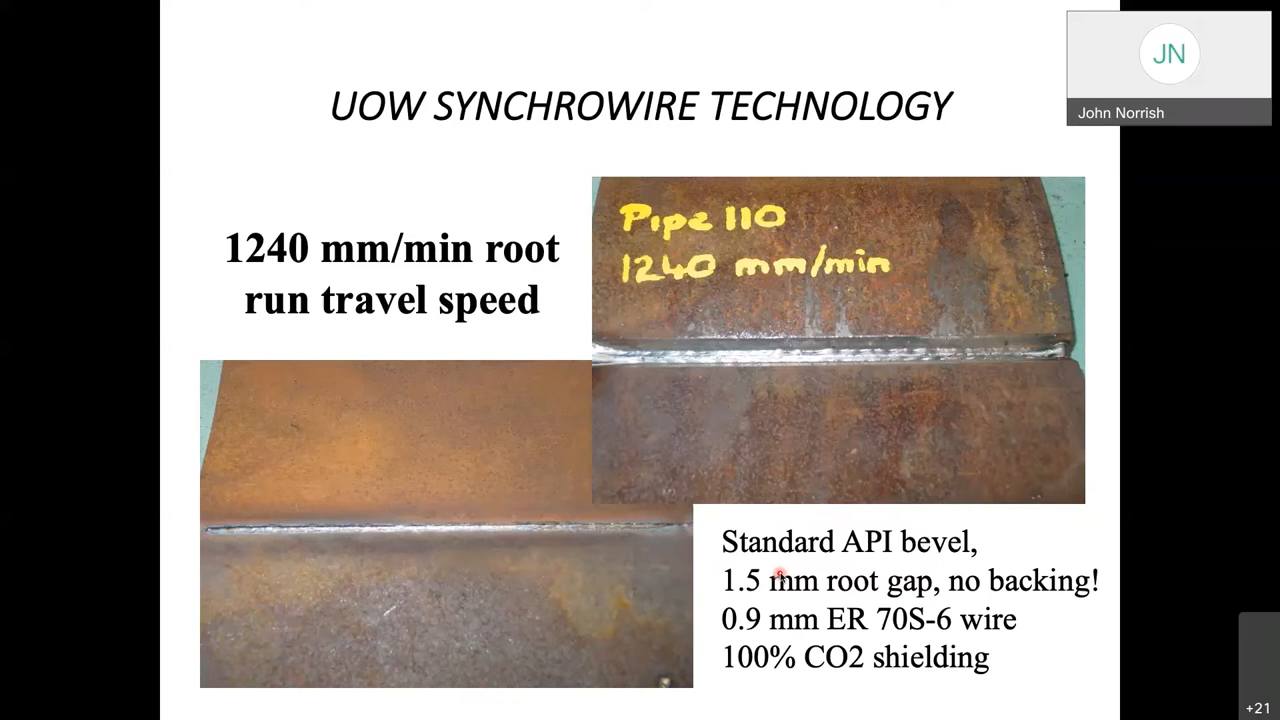 UOW SYNCHROWIRE TECHNOLOGY
JN
John Norrish
1240 mm/min root
run travel speed
Pipe 110
1240 mm/min
Standard API bevel,
1.5 mm root gap, no backing!
0.9 mm ER 70S-6 wire
100% CO2 shielding
+21